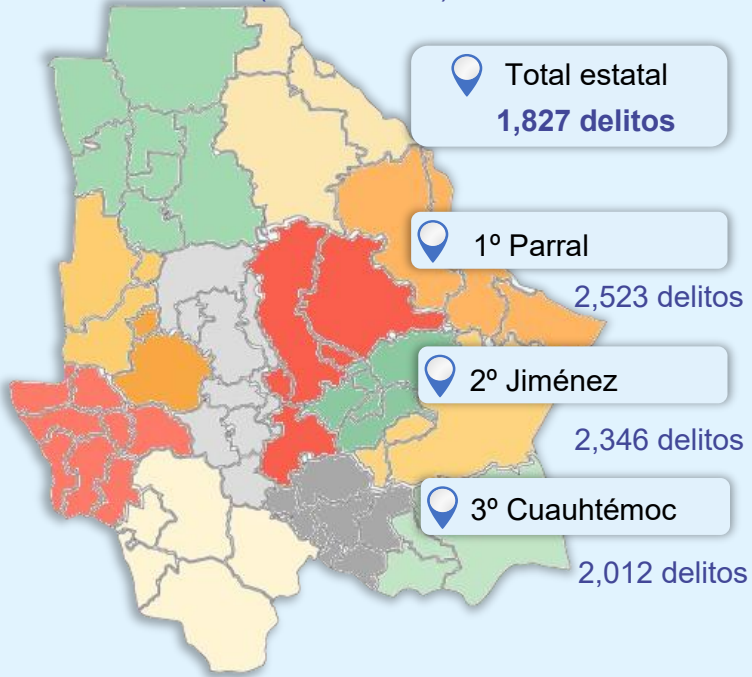 Total estatal
1,827 delitos
1º Parral
2,523 delitos
2º Jiménez
2,346 delitos
3º Cuauhtémoc
2,012 delitos